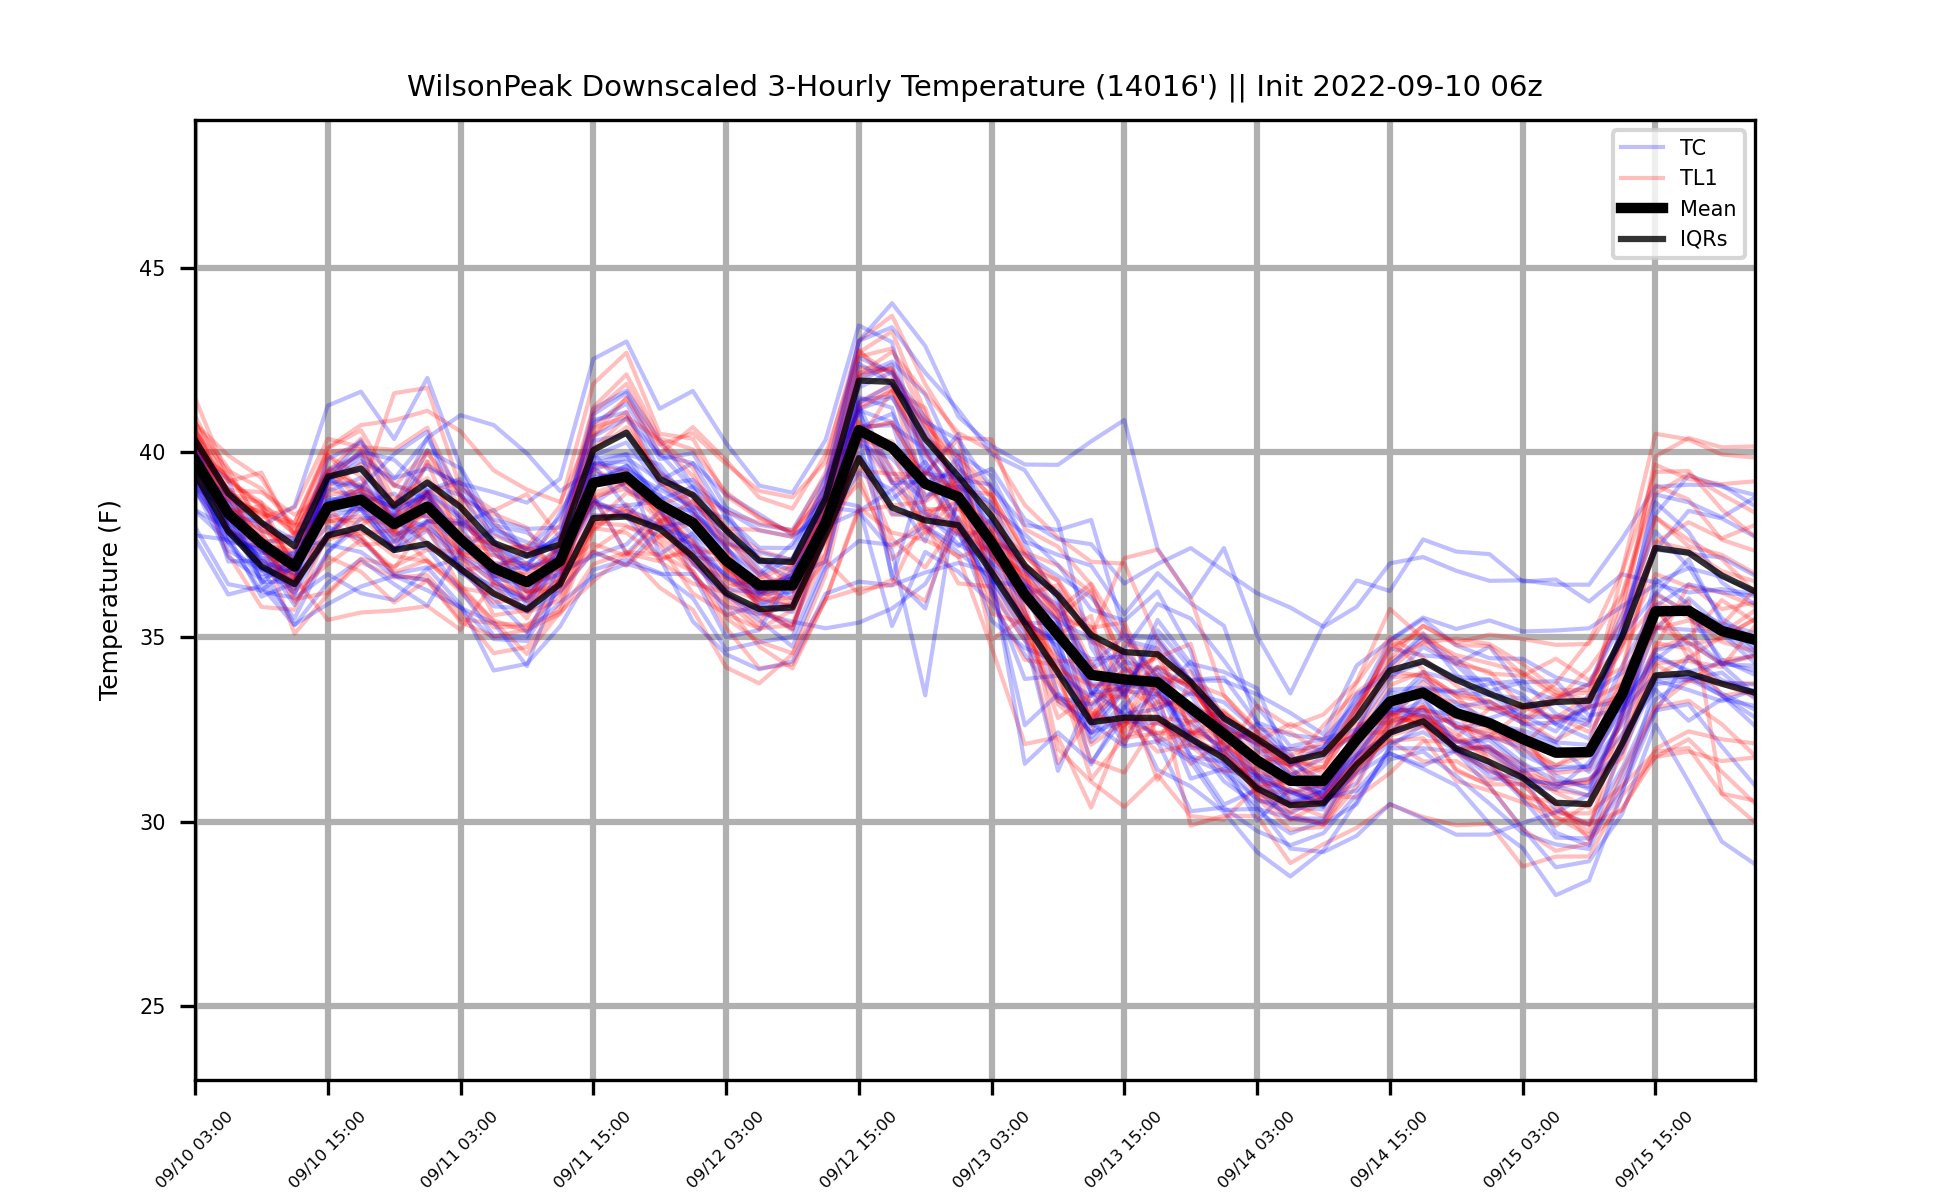 WilsonPeak Downscaled 3-Hourly Temperature (14016') || Init 2022-09-10 06z
TC
TL1
Mean
IQRs
Temperature (F)
45
40
35
30
25
09/10 03:00
09/10 15:00
09/11 03:00
09/11 15:00
09/12 03:00
09/12 15:00
09/13 03:00
09/13 15:00
09/14 03:00
09/14 15:00
09/15 03:00
09/15 15:00